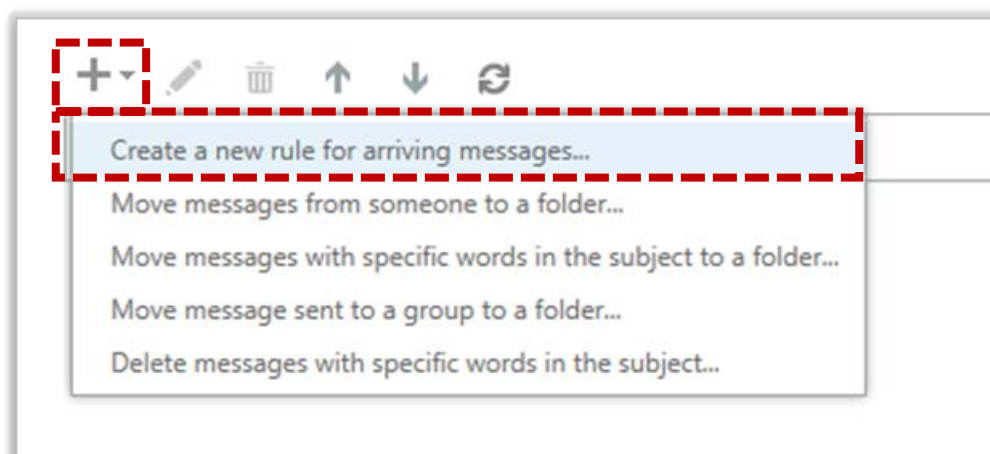 Create a new rule for arriving messages...
Move messages from someone to a folder...
Move messages with specific words in the subject to a folder...
Move message sent to a group to a folder...
Delete messages with specific words in the subject...